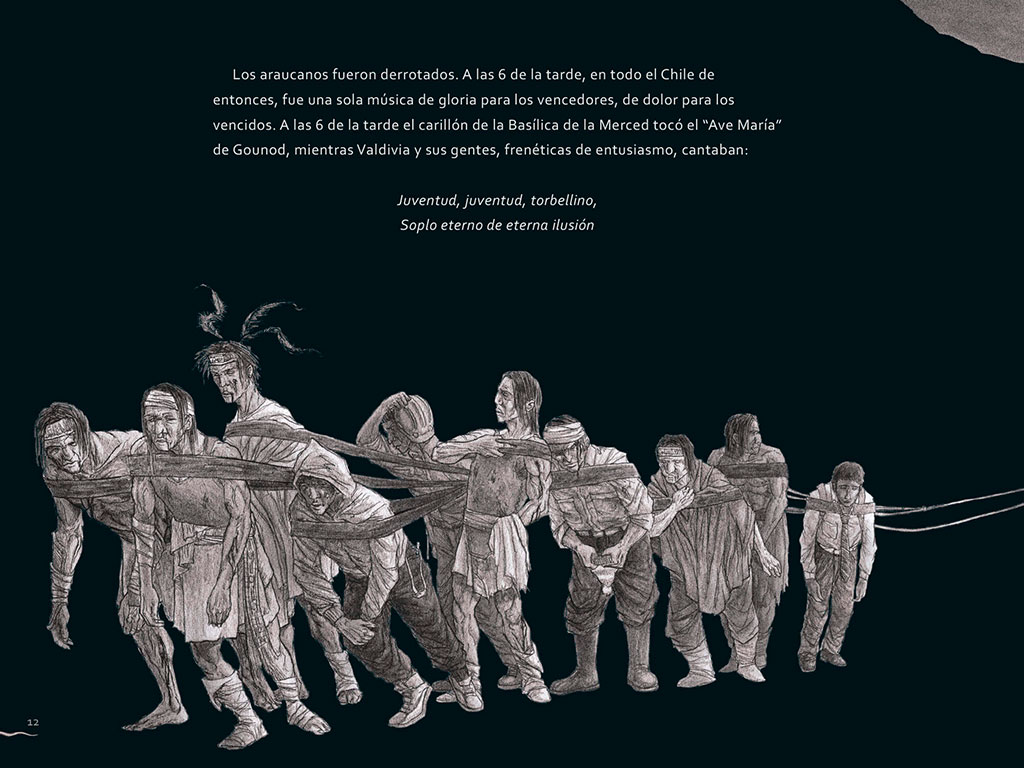 Los araucanos fueron derrotados. A las 6 de la tarde, en todo el Chile de
entonces, fue una sola música de gloria para los vencedores, de dolor para los
vencidos. A las 6 de la tarde el carillón de la Basílica de la Merced tocó el “Ave María”
de Gounod, mientras Valdivia y sus gentes, frenéticas de entusiasmo, cantaban:
Juventud, juventud, torbellino,
Soplo eterno de eterna ilusión
12